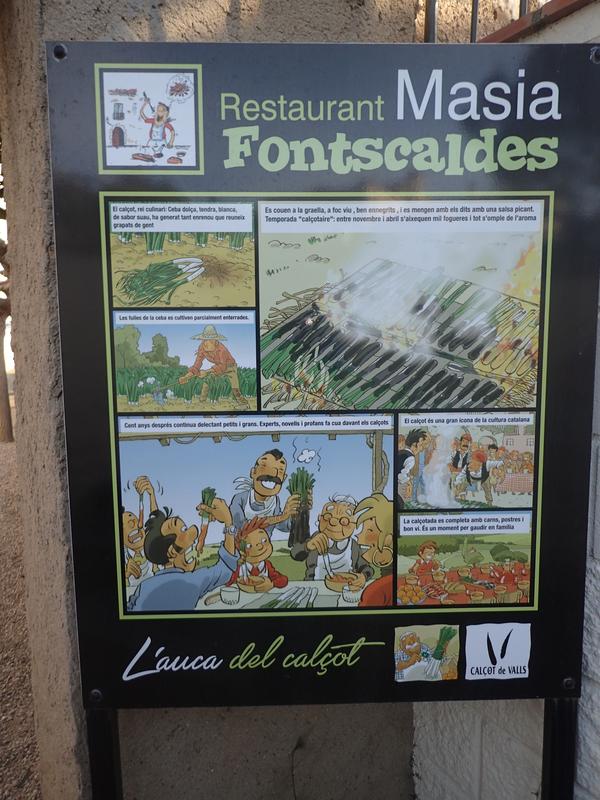 Restaurant Masia
Fontscaldes
El calçot, rei culinari: Ceba dolça, tendra, blanca,
de sabor suau, ha generat tant enrenou que reuneix
grapats de gent
Es couen a la graella, a foc viu , ben ennegrits , i es mengen amb els dits amb una salsa picant.
Temporada "calçotaire": entre novembre i abril s'aixequen mil fogueres i tot s'omple de l'aroma
Les fulles de la ceba es cultiven parcialment enterrades.
Cent anys després continua delectant petits i grans. Experts, novells i profans fa cua davant els calçots
El calçot és una gran icona de la cultura catalana
La calçotada es completa amb carns, postres i
bon vi. És un moment per gaudir en família
L'auca del calçot
CALÇOT de VALLS